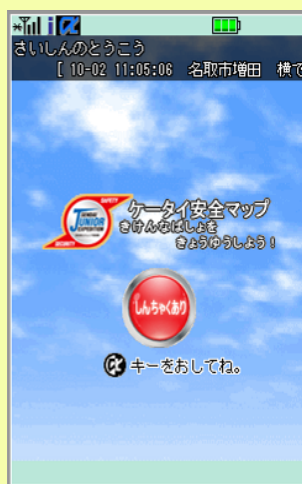 さいしんのとうこう
[ 10-02 11:05:06 名取市増田 横で
SAFETY
JUNIOR
SECURITY
ケータイ安全マップ
きけんなばしょを
きょうゆうしよう!
しんちゃくあり
キーをおしてね。